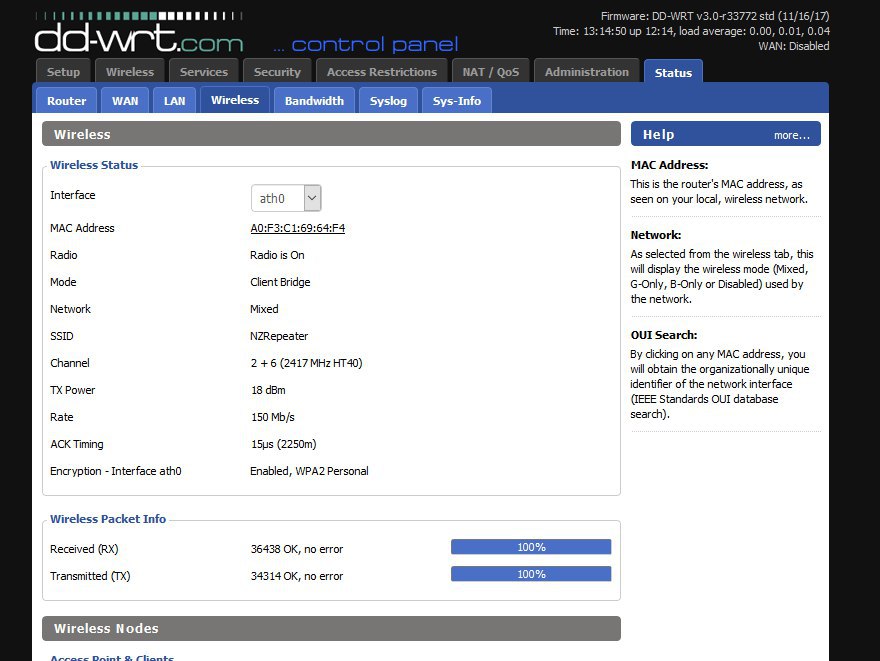 dd-wrt.com ... control panel
Firmware: DD-WRT v3.0-r33772 std (11/16/17)
Time: 13:14:50 up 12:14, load average: 0.00, 0.01, 0.04
WAN: Disabled
Setup Wireless Services Security Access Restrictions NAT / QoS Administration Status
Router WAN LAN Wireless Bandwidth Syslog Sys-Info
Wireless
Wireless Status
Interface ath0
MAC Address A0:F3:C1:69:64:F4
Radio Radio is On
Mode Client Bridge
Network Mixed
SSID NZRepeater
Channel 2 + 6 (2417 MHz HT40)
TX Power 18 dBm
Rate 150 Mb/s
ACK Timing 15µs (2250m)
Encryption - Interface ath0 Enabled, WPA2 Personal
Wireless Packet Info
Received (RX) 36438 OK, no error 100%
Transmitted (TX) 34314 OK, no error 100%
Wireless Nodes
Access Point & Clients
Help more...
MAC Address:
This is the router's MAC address, as
seen on your local, wireless network.
Network:
As selected from the wireless tab, this
will display the wireless mode (Mixed,
G-Only, B-Only or Disabled) used by
the network.
OUI Search:
By clicking on any MAC address, you
will obtain the organizationally unique
identifier of the network interface
(IEEE Standards OUI database
search).